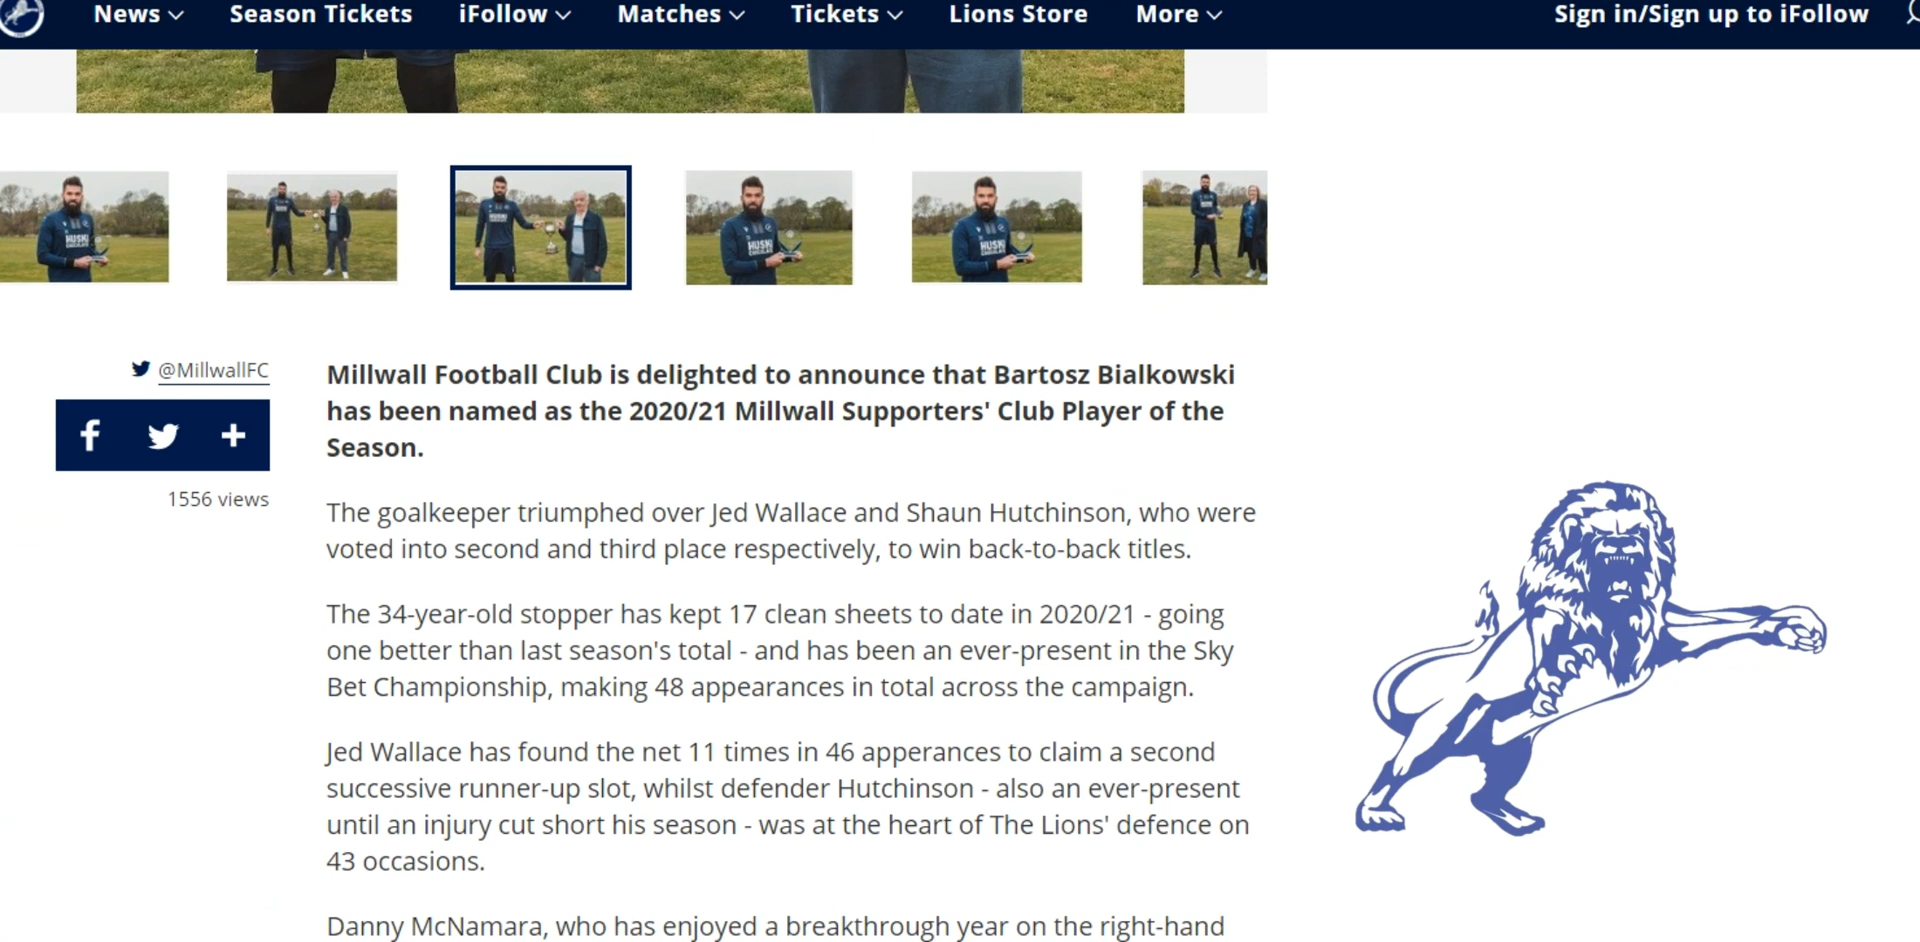 News Season Tickets iFollow Matches Tickets Lions Store More Sign in/Sign up to iFollow
HUSKI
HUSKI
HUSKI
CHOCOLATE
HUSKI
CHOCOLATE
@MillwallFC
1556 views
Millwall Football Club is delighted to announce that Bartosz Bialkowski
has been named as the 2020/21 Millwall Supporters' Club Player of the
Season.
The goalkeeper triumphed over Jed Wallace and Shaun Hutchinson, who were
voted into second and third place respectively, to win back-to-back titles.
The 34-year-old stopper has kept 17 clean sheets to date in 2020/21 - going
one better than last season's total - and has been an ever-present in the Sky
Bet Championship, making 48 appearances in total across the campaign.
Jed Wallace has found the net 11 times in 46 apperances to claim a second
successive runner-up slot, whilst defender Hutchinson - also an ever-present
until an injury cut short his season - was at the heart of The Lions' defence on
43 occasions.
Danny McNamara, who has enjoyed a breakthrough year on the right-hand